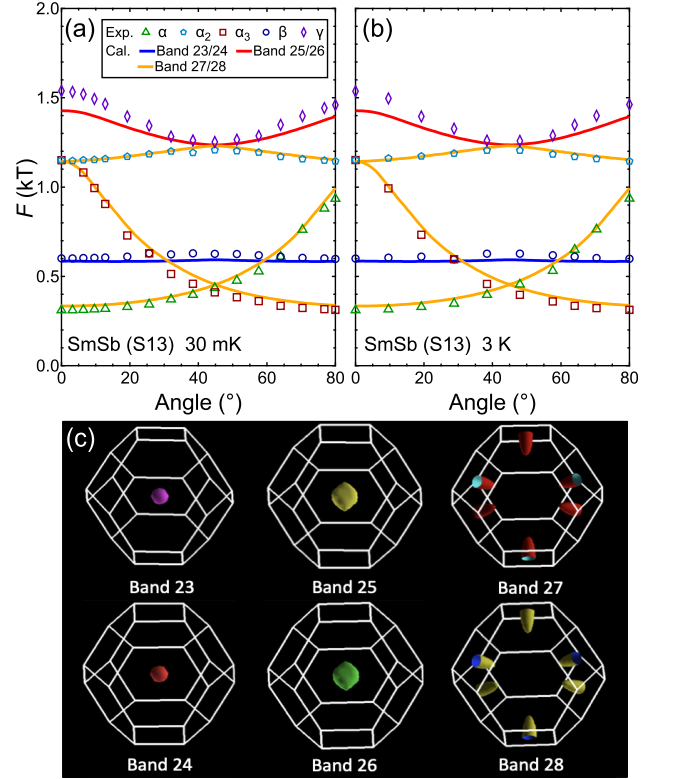 (a)
Exp. α α2 α3 β γ
Cal. Band 23/24 Band 25/26
Band 27/28
(b)
2.0
1.5
1.0
0.5
0.0
F (kT)
SmSb (S13) 30 mK
SmSb (S13) 3 K
0 20 40 60 80
0 20 40 60 80
Angle (°)
Angle (°)
(c)
Band 23
Band 25
Band 27
Band 24
Band 26
Band 28